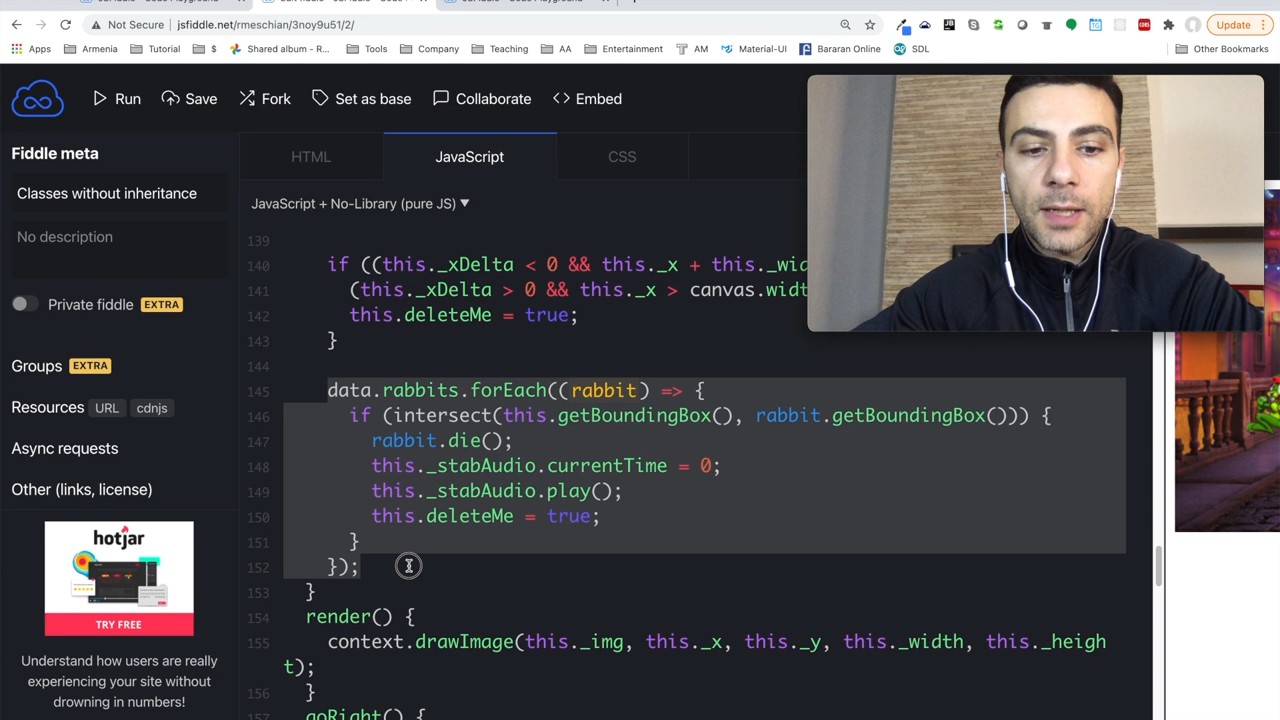 Not Secure | jsfiddle.net/rmeschian/3noy9u51/2/
Update
Apps Armenia Tutorial $ Shared album - R... Tools Company Teaching AA Entertainment AM Material-UI Bararan Online SDL Other Bookmarks
Run Save Fork Set as base Collaborate Embed
Fiddle meta
Classes without inheritance
No description
Private fiddle EXTRA
Groups EXTRA
Resources URL cdnjs
Async requests
Other (links, license)
hotjar
TRY FREE
Understand how users are really
experiencing your site without
drowning in numbers!
HTML JavaScript CSS
JavaScript + No-Library (pure JS) ▼
139
140 if ((this._xDelta < 0 && this._x + this._wid
141 (this._xDelta > 0 && this._x > canvas.widt
142 this.deleteMe = true;
143 }
144
145 data.rabbits.forEach((rabbit) => {
146 if (intersect(this.getBoundingBox(), rabbit.getBoundingBox())) {
147 rabbit.die();
148 this._stabAudio.currentTime = 0;
149 this._stabAudio.play();
150 this.deleteMe = true;
151 }
152 });
153 }
154 render() {
155 context.drawImage(this._img, this._x, this._y, this._width, this._heigh
t);
156 }
157 goRight() {